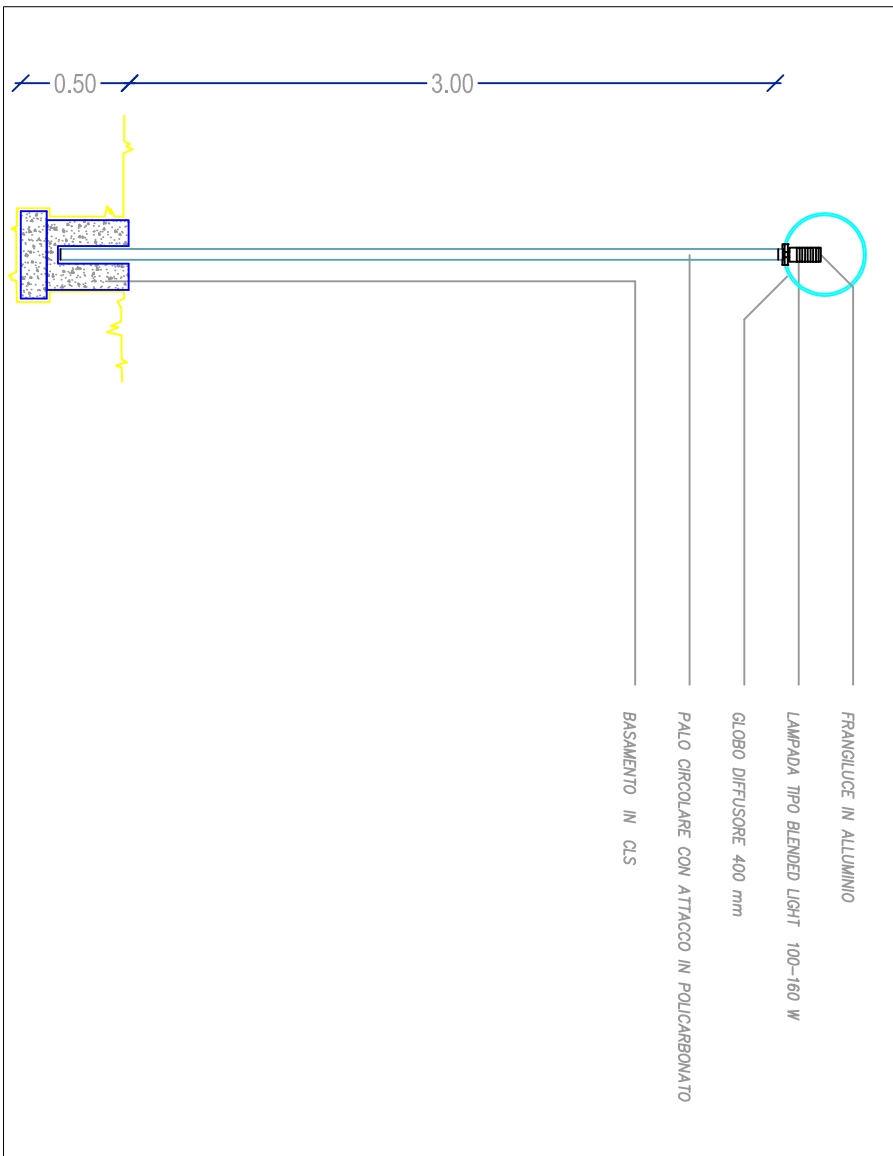 0.50
3.00
FRANGILUCE IN ALLUMINIO
LAMPADA TIPO BLENDED LIGHT 100-160 W
GLOBO DIFFUSORE 400 mm
PALO CIRCOLARE CON ATTACCO IN POLICARBONATO
BASAMENTO IN CLS